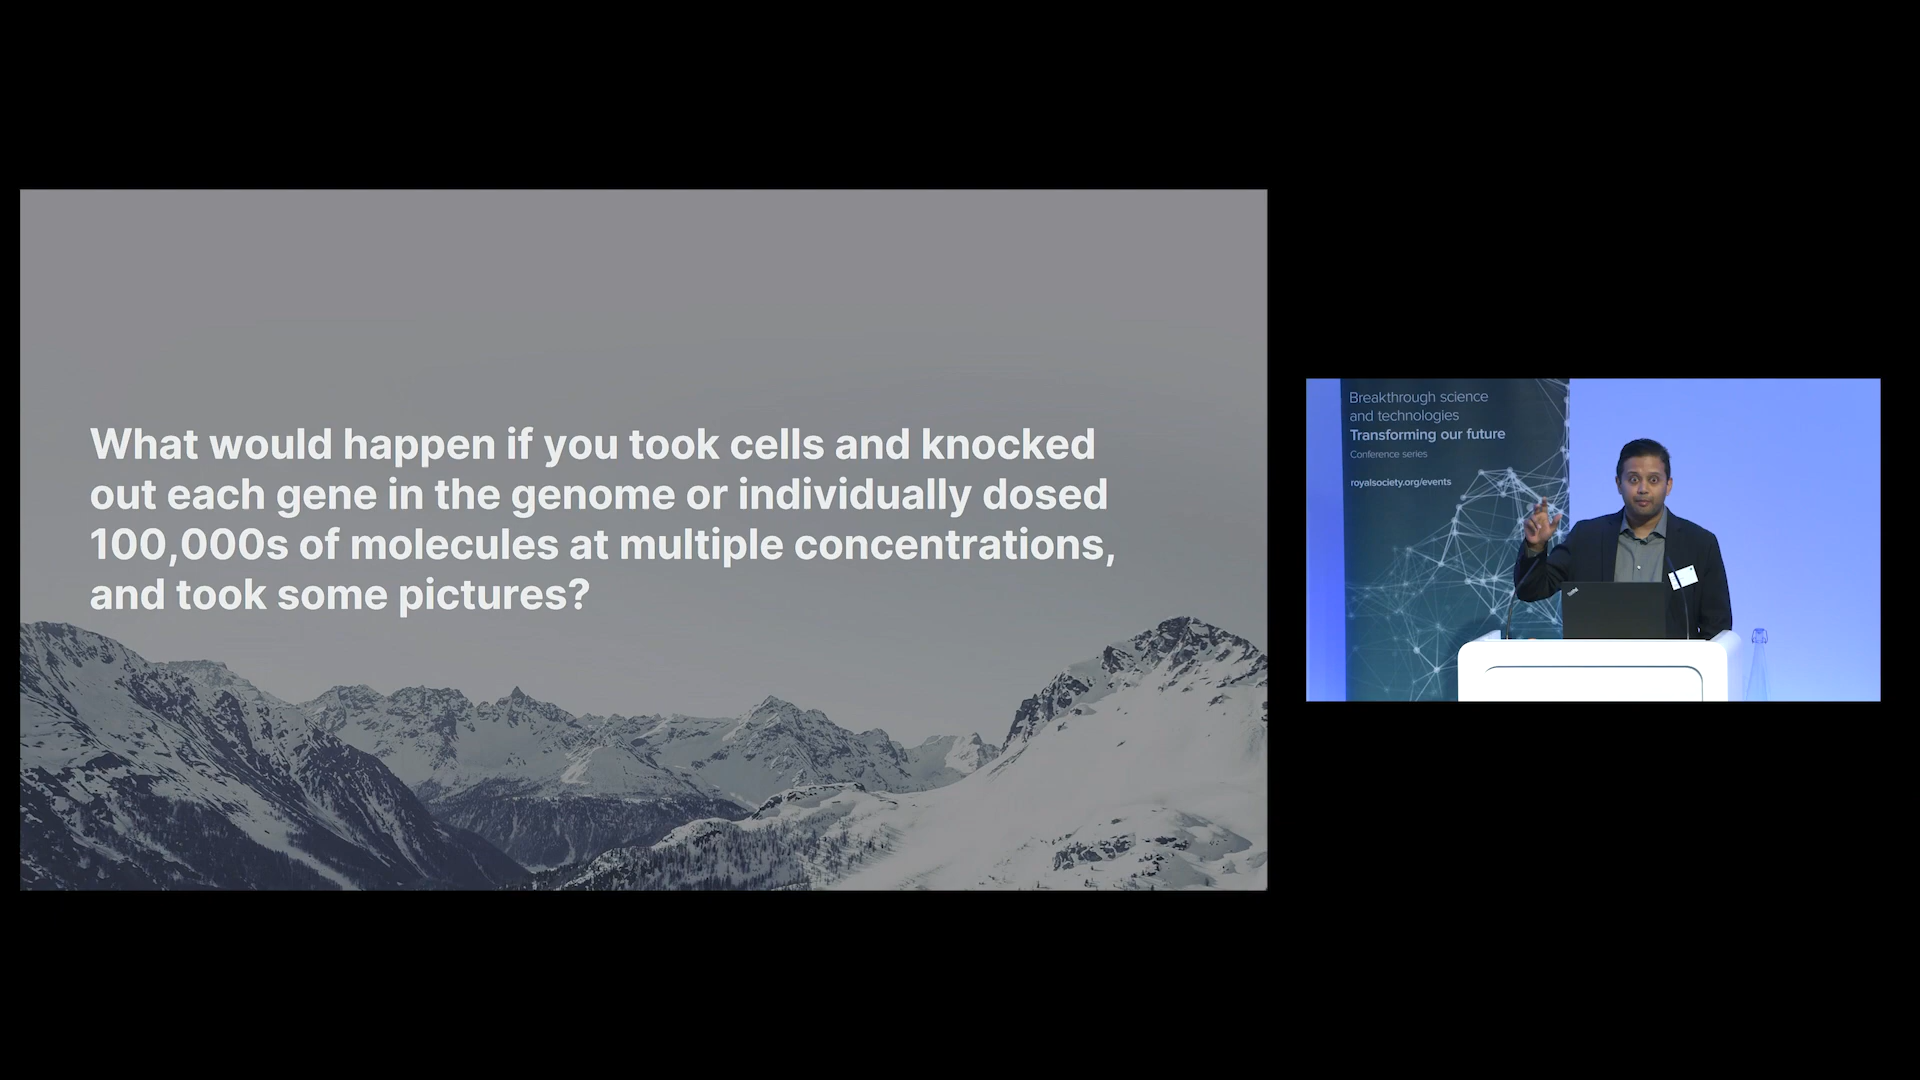 What would happen if you took cells and knocked
out each gene in the genome or individually dosed
100,000s of molecules at multiple concentrations,
and took some pictures?
Breakthrough science
and technologies
Transforming our future
Conference series
royalsociety.org/events